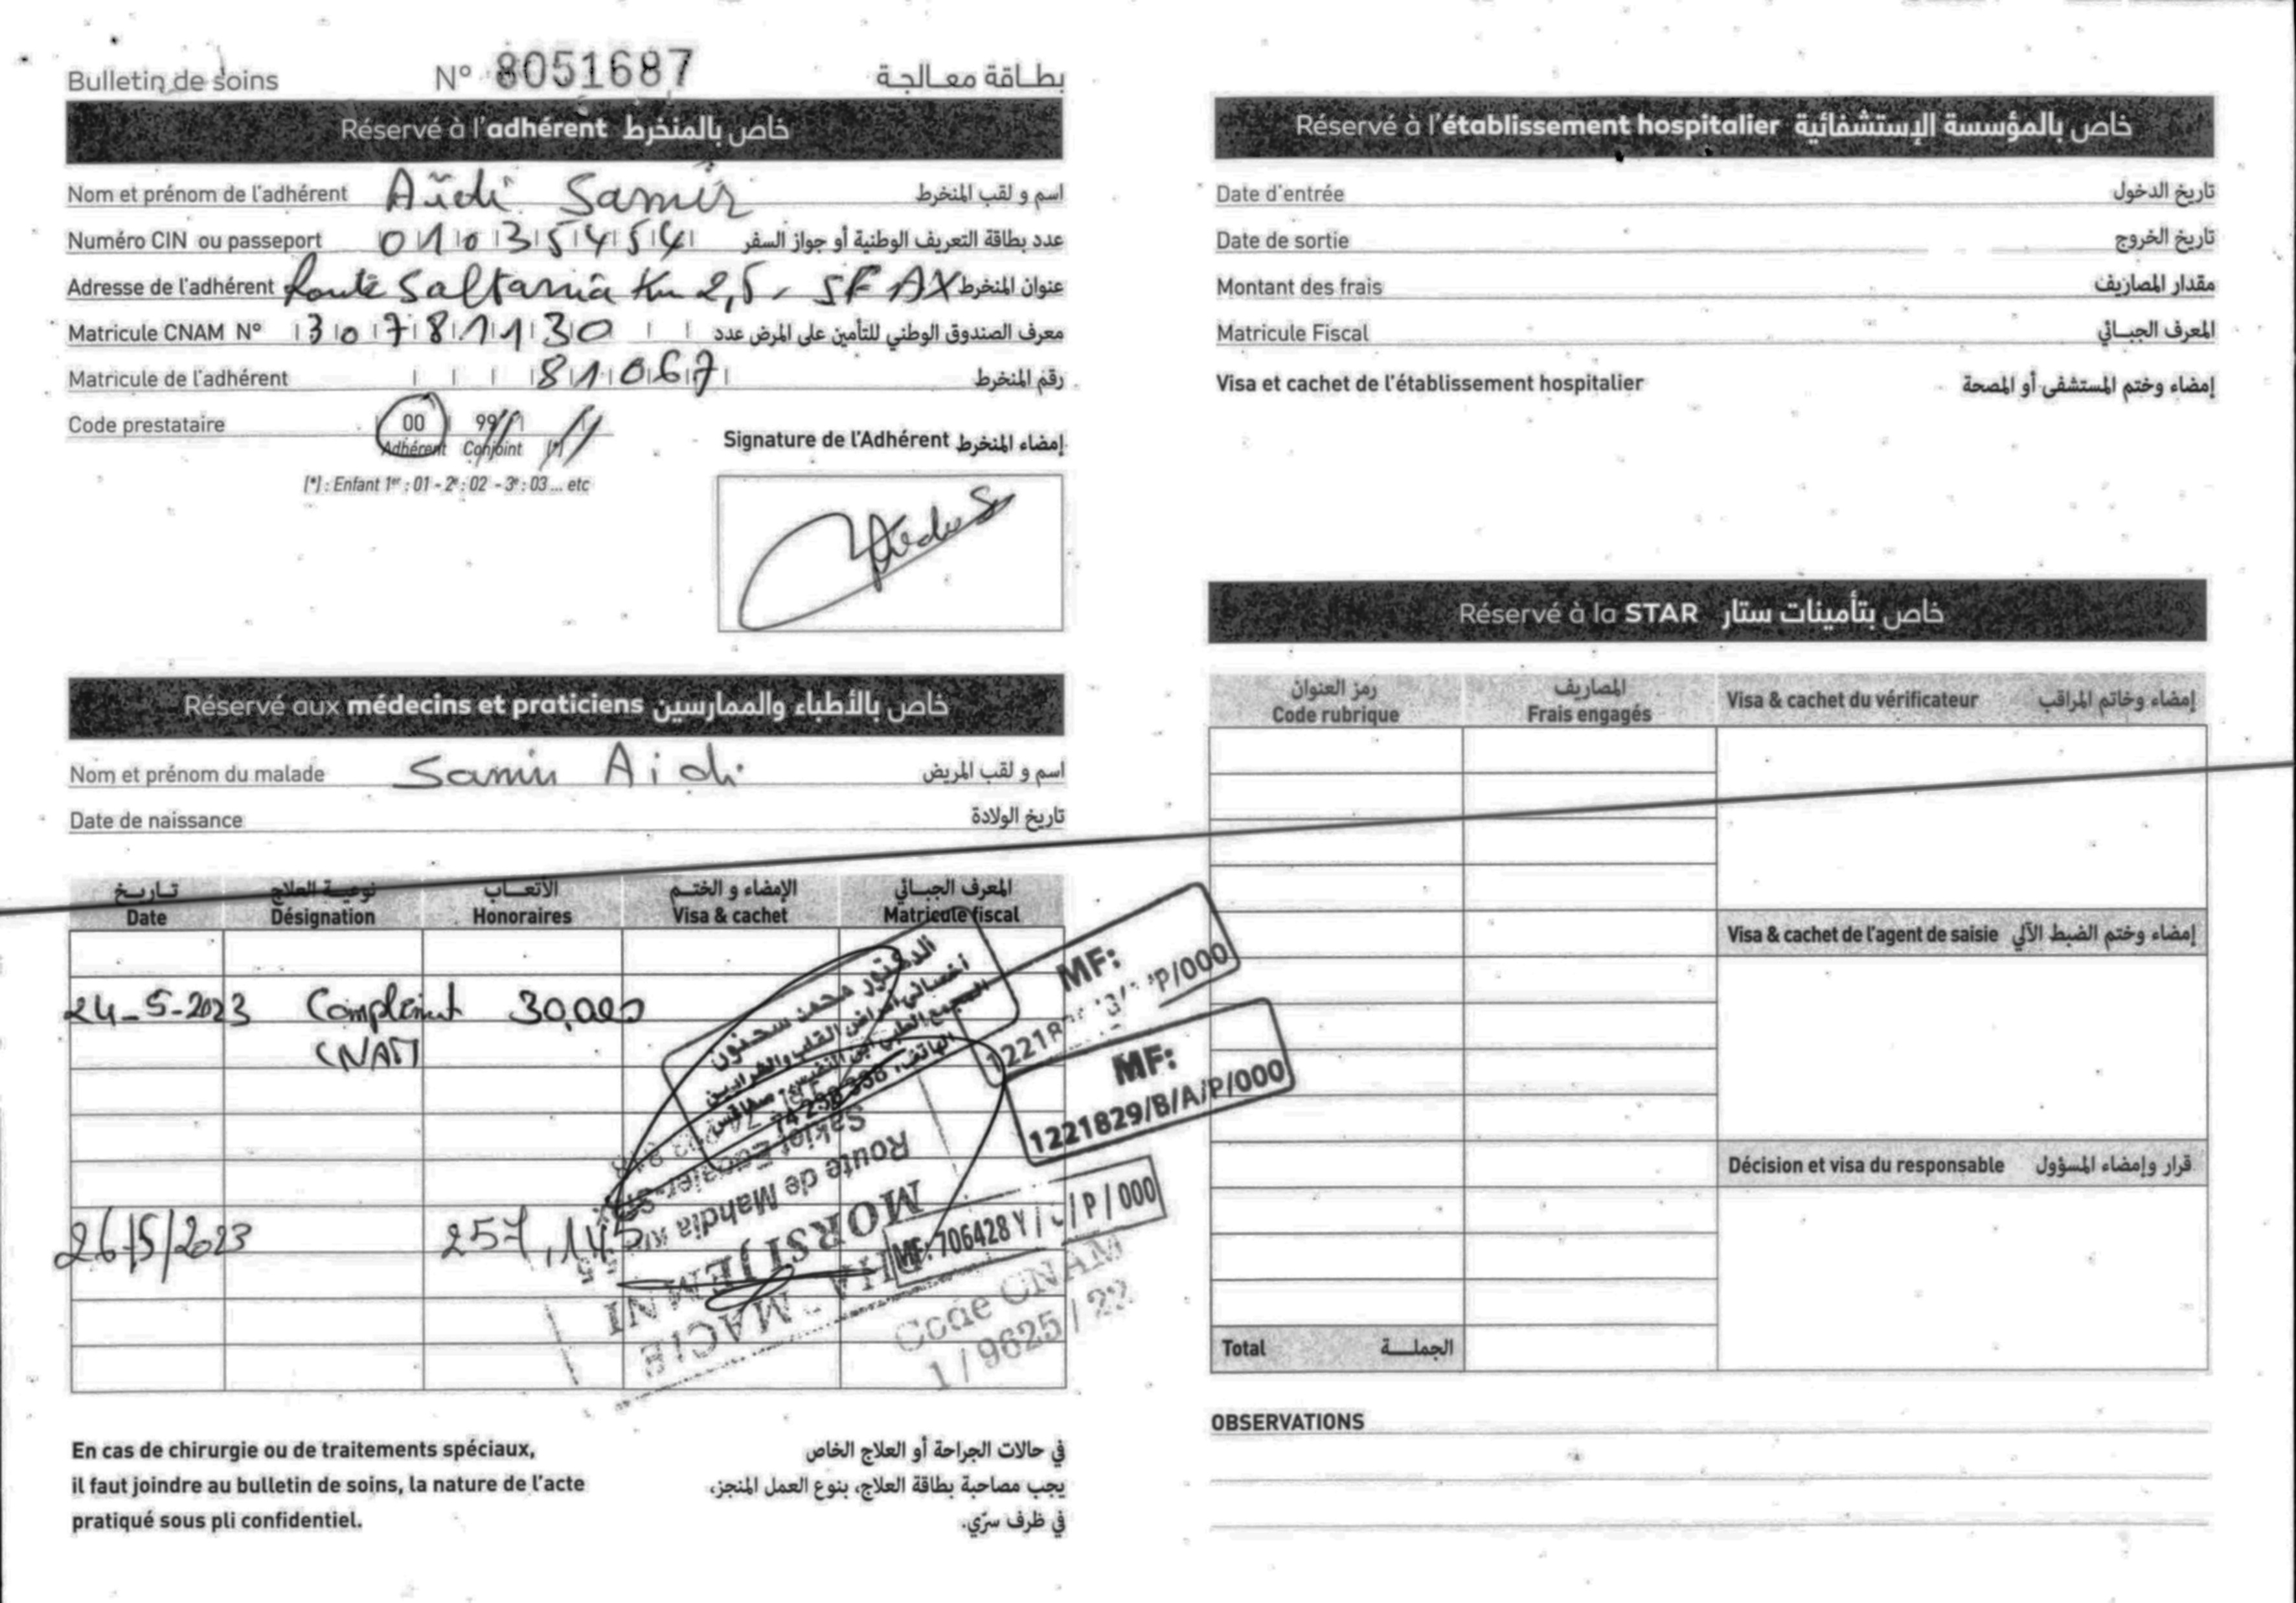 Bulletin de soins N° 8051687 بطاقة معالجة
Réservé à l'adhérent خاص بالمنخرط
Nom et prénom de l'adhérent Aïdi Samir اسم و لقب المنخرط
Numéro CIN ou passeport 01035454 عدد بطاقة التعريف الوطنية أو جواز السفر
Adresse de l'adhérent Route Saltania Km 2,5 - SFAX عنوان المنخرط
Matricule CNAM N° 307811130 معرف الصندوق الوطني للتأمين على المرض عدد
Matricule de l'adhérent 81067 رقم المنخرط
Code prestataire 00 99
Adhérent Conjoint (*)
(*) : Enfant 1er : 01 - 2e : 02 - 3e : 03 ... etc
Signature de l'Adhérent إمضاء المنخرط
Réservé aux médecins et praticiens خاص بالأطباء والممارسين
Nom et prénom du malade Samir Aidi اسم و لقب المريض
Date de naissance تاريخ الولادة
تاريخ نوعية العلاج الأتعاب الإمضاء و الختم المعرف الجبائي
Date Désignation Honoraires Visa & cachet Matricule fiscal
24-5-2023 Complément 30,000
CNAM
الدكتور محمد سحنون
أخصائي أمراض القلب والشرايين
المجمع الطبي ابن النفيس - صفاقس
الهاتف: 74 298 338
MF:
MF:
1221829/B/A/P/000
26/5/2023 257,145
Route de Mahdia
MORSI JEMNI
MF: 706428 Y / / P / 000
Code CNAM
1 / 9625 / 22
En cas de chirurgie ou de traitements spéciaux,
il faut joindre au bulletin de soins, la nature de l'acte
pratiqué sous pli confidentiel.
في حالات الجراحة أو العلاج الخاص
يجب مصاحبة بطاقة العلاج، بنوع العمل المنجز،
في ظرف سرّي.
Réservé à l'établissement hospitalier خاص بالمؤسسة الإستشفائية
Date d'entrée تاريخ الدخول
Date de sortie تاريخ الخروج
Montant des frais مقدار المصاريف
Matricule Fiscal المعرف الجبائي
Visa et cachet de l'établissement hospitalier إمضاء وختم المستشفى أو المصحة
Réservé à la STAR خاص بتأمينات ستار
رمز العنوان المصاريف
Code rubrique Frais engagés Visa & cachet du vérificateur إمضاء وخاتم المراقب
Visa & cachet de l'agent de saisie إمضاء وختم الضبط الآلي
Décision et visa du responsable قرار وإمضاء المسؤول
Total الجملة
OBSERVATIONS